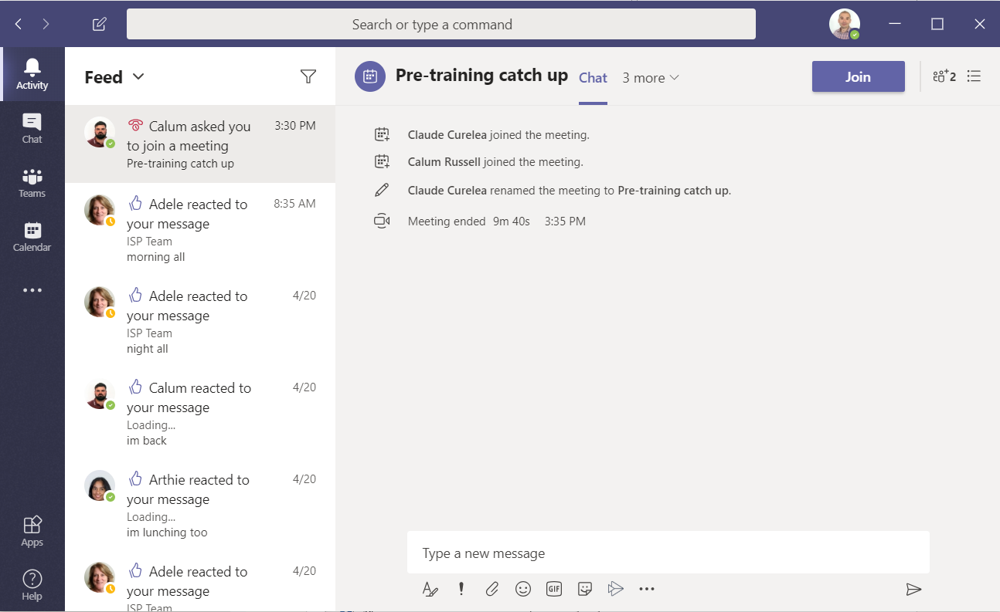 Search or type a command
Activity
Chat
Teams
Calendar
Apps
Help
Feed
Calum asked you
3:30 PM
to join a meeting
Pre-training catch up
Adele reacted to
8:35 AM
your message
ISP Team
morning all
Adele reacted to
4/20
your message
ISP Team
night all
Calum reacted to
4/20
your message
Loading...
im back
Arthie reacted to
4/20
your message
Loading...
im lunching too
Adele reacted to
4/20
your message
ISP Team
Pre-training catch up
Chat
3 more
Join
2
Claude Curelea joined the meeting.
Calum Russell joined the meeting.
Claude Curelea renamed the meeting to Pre-training catch up.
Meeting ended 9m 40s 3:35 PM
Type a new message
GIF